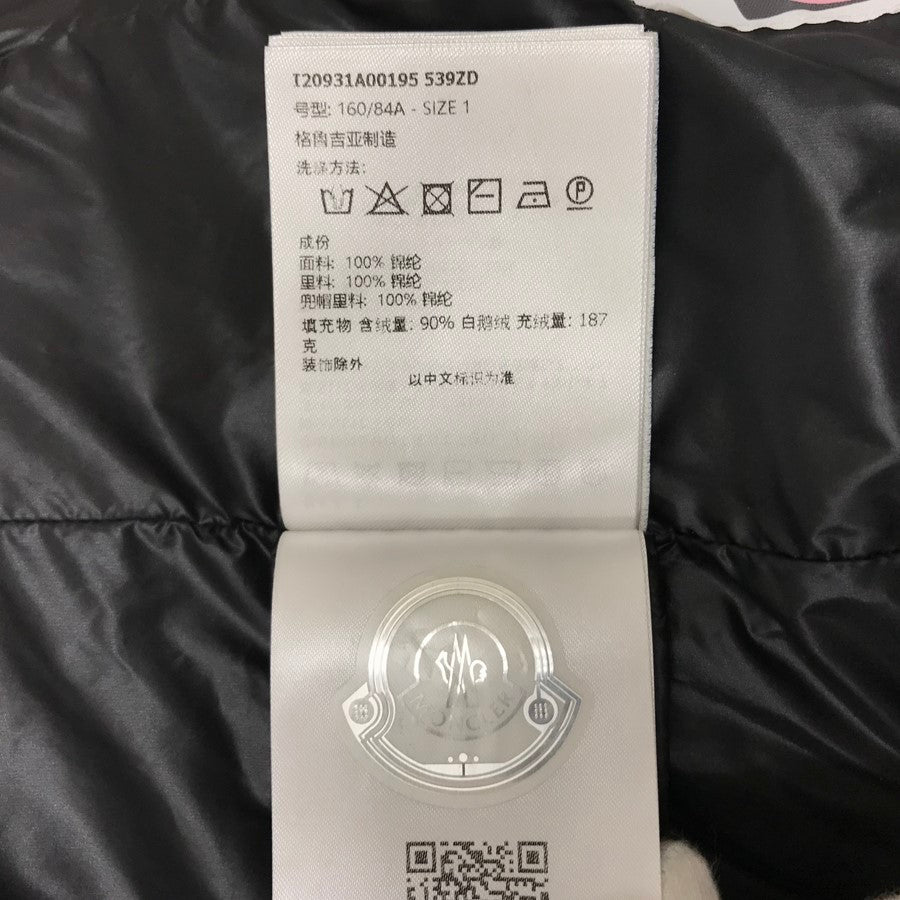 I20931A00195 539ZD
号型: 160/84A - SIZE 1
格鲁吉亚制造
洗涤方法:
P
成份
面料: 100% 锦纶
里料: 100% 锦纶
兜帽里料: 100% 锦纶
填充物 含绒量: 90% 白鹅绒 充绒量: 187
克
装饰除外
以中文标识为准
M
MONCLER